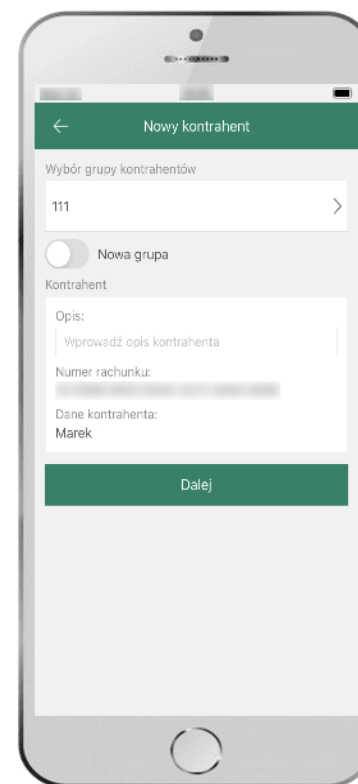 Nowy kontrahent
Wybór grupy kontrahentów
111
Nowa grupa
Kontrahent
Opis:
Wprowadź opis kontrahenta
Numer rachunku:
Dane kontrahenta:
Marek
Dalej